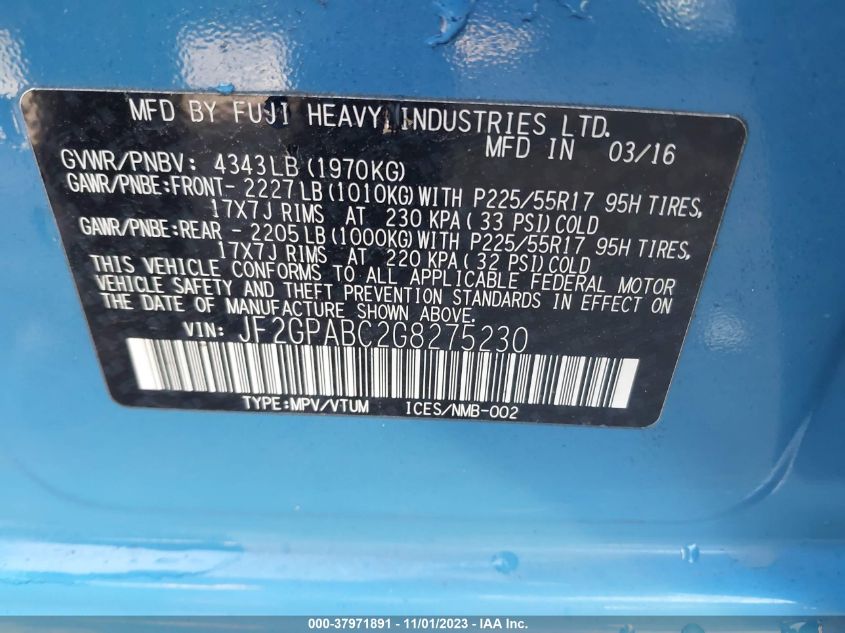 MFD BY FUJI HEAVY INDUSTRIES LTD.
MFD IN 03/16
GVWR/PNBV: 4343LB (1970KG)
GAWR/PNBE:FRONT- 2227LB (1010KG) WITH P225/55R17 95H TIRES,
17X7J RIMS AT 230 KPA (33 PSI) COLD
GAWR/PNBE:REAR - 2205LB (1000KG) WITH P225/55R17 95H TIRES,
17X7J RIMS AT 220 KPA (32 PSI) COLD
THIS VEHICLE CONFORMS TO ALL APPLICABLE FEDERAL MOTOR
VEHICLE SAFETY AND THEFT PREVENTION STANDARDS IN EFFECT ON
THE DATE OF MANUFACTURE SHOWN ABOVE.
VIN: JF2GPABC2G8275230
TYPE:MPV/VTUM ICES/NMB-002
000-37971891 - 11/01/2023 - IAA Inc.